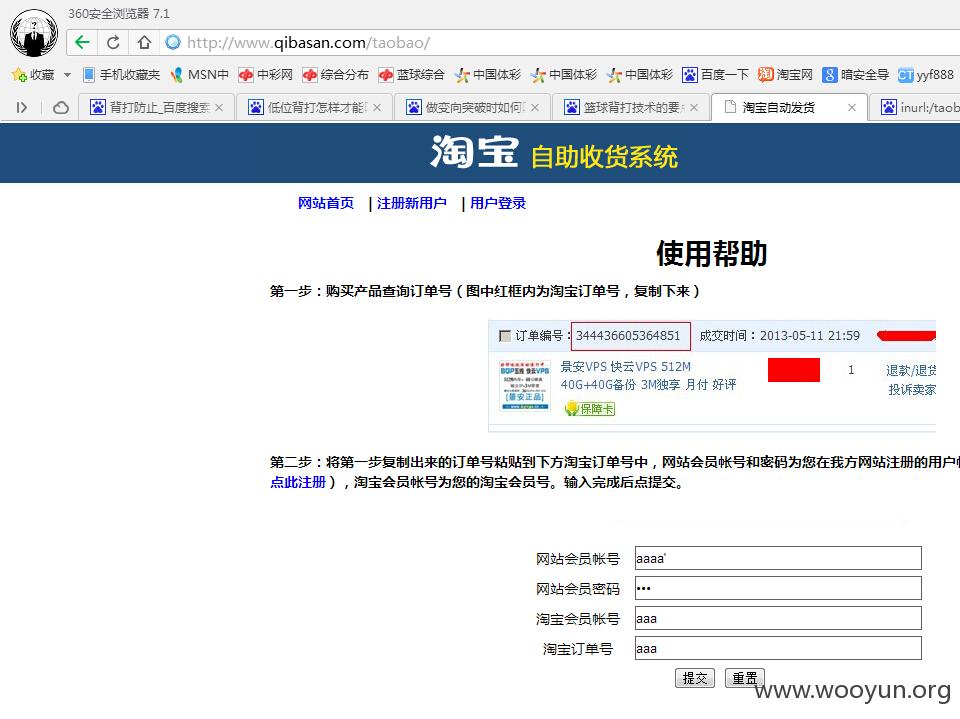 360安全浏览器 7.1
http://www.qibasan.com/taobao/
收藏 手机收藏夹 MSN中 中彩网 综合分布 蓝球综合 中国体彩 中国体彩 中国体彩 百度一下 淘宝网 暗安全导 CT yyf888
背打防止_百度搜索 低位背打怎样才能 做变向突破时如何 篮球背打技术的要 淘宝自动发货 inurl:/taob
淘宝 自助收货系统
网站首页 | 注册新用户 | 用户登录
使用帮助
第一步：购买产品查询订单号（图中红框内为淘宝订单号，复制下来）
订单编号：344436605364851 成交时间：2013-05-11 21:59
景安VPS 快云VPS 512M 1 退款/退货
40G+40G备份 3M独享 月付 好评 投诉卖家
BGP五线 快云VPS
[景安正品]
保障卡
第二步：将第一步复制出来的订单号粘贴到下方淘宝订单号中，网站会员帐号和密码为您在我方网站注册的用户帐
点此注册），淘宝会员帐号为您的淘宝会员号。输入完成后点提交。
网站会员帐号 aaaa'
网站会员密码 •••
淘宝会员帐号 aaa
淘宝订单号 aaa
提交 重置
www.wooyun.org